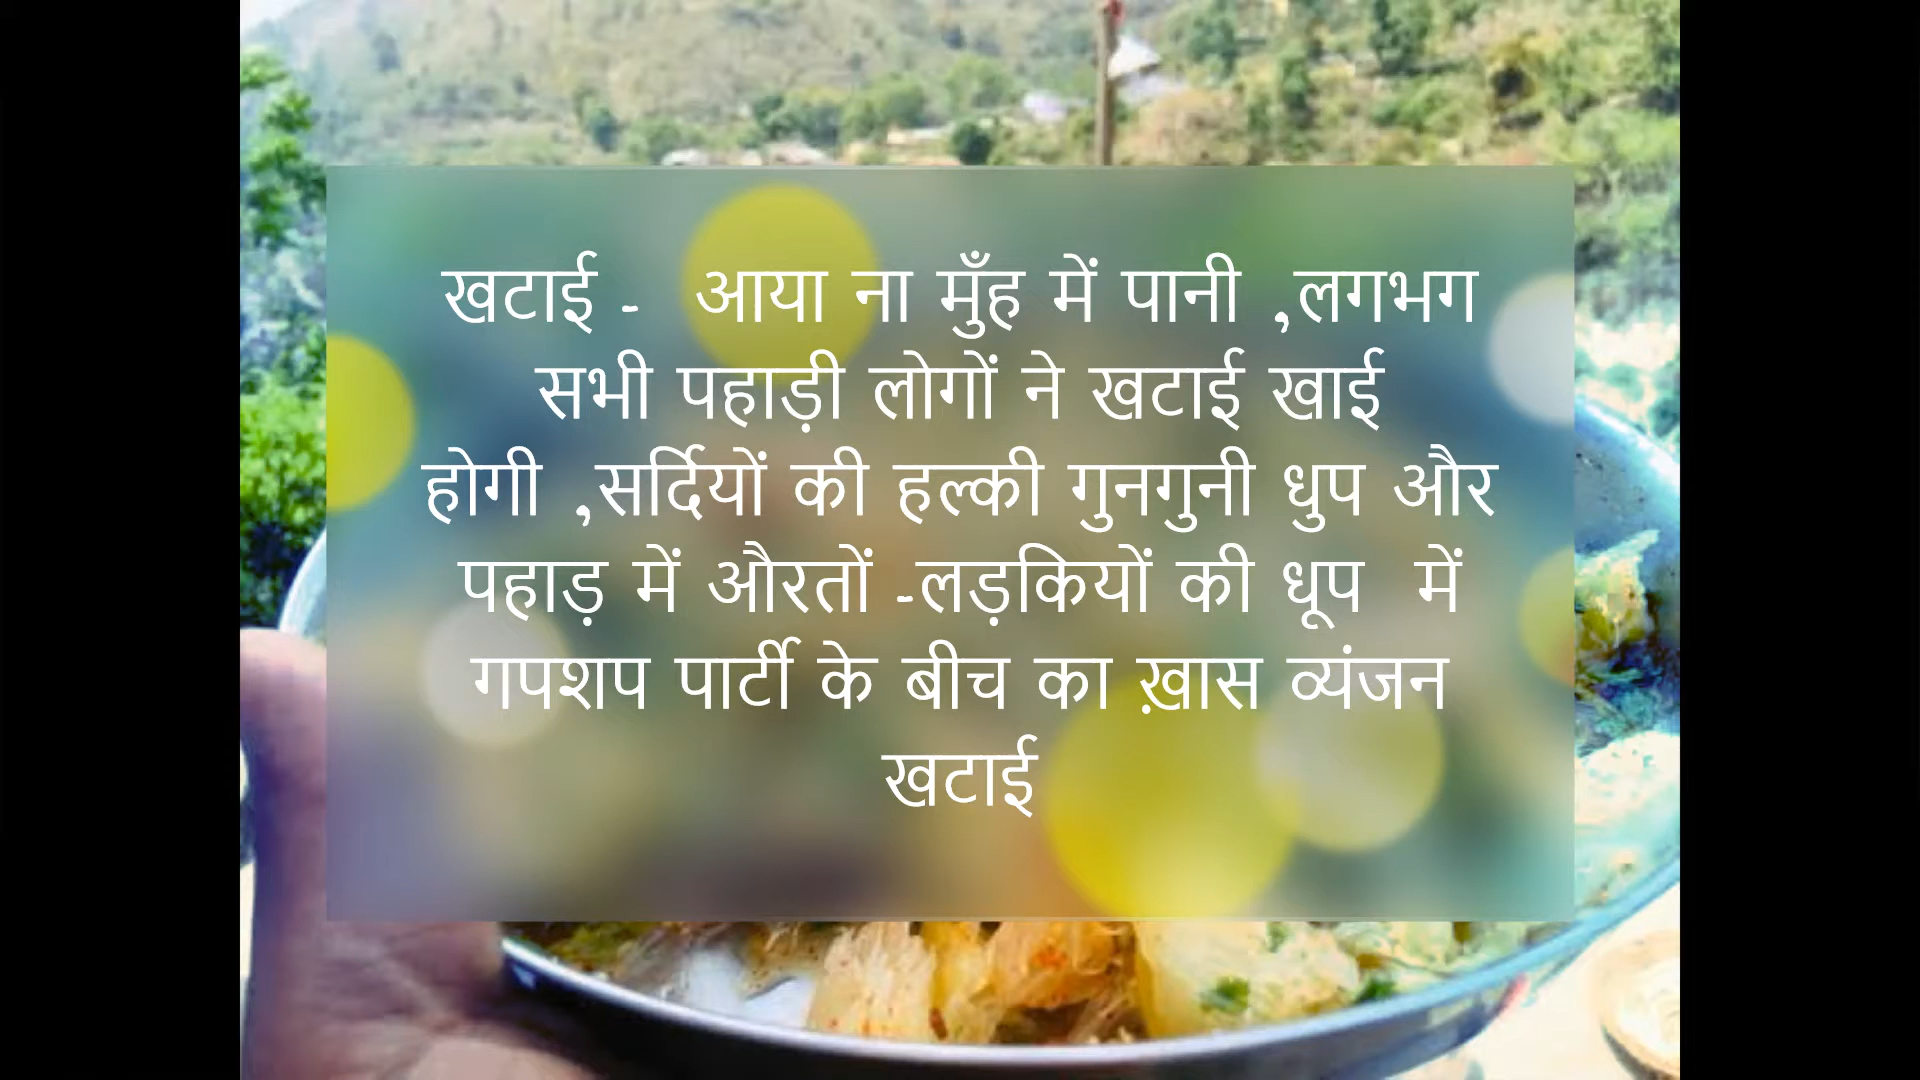 खटाई -  आया ना मुँह में पानी ,लगभग
सभी पहाड़ी लोगों ने खटाई खाई
होगी ,सर्दियों की हल्की गुनगुनी धुप और
पहाड़ में औरतों -लड़कियों की धूप  में
गपशप पार्टी के बीच का ख़ास व्यंजन
खटाई